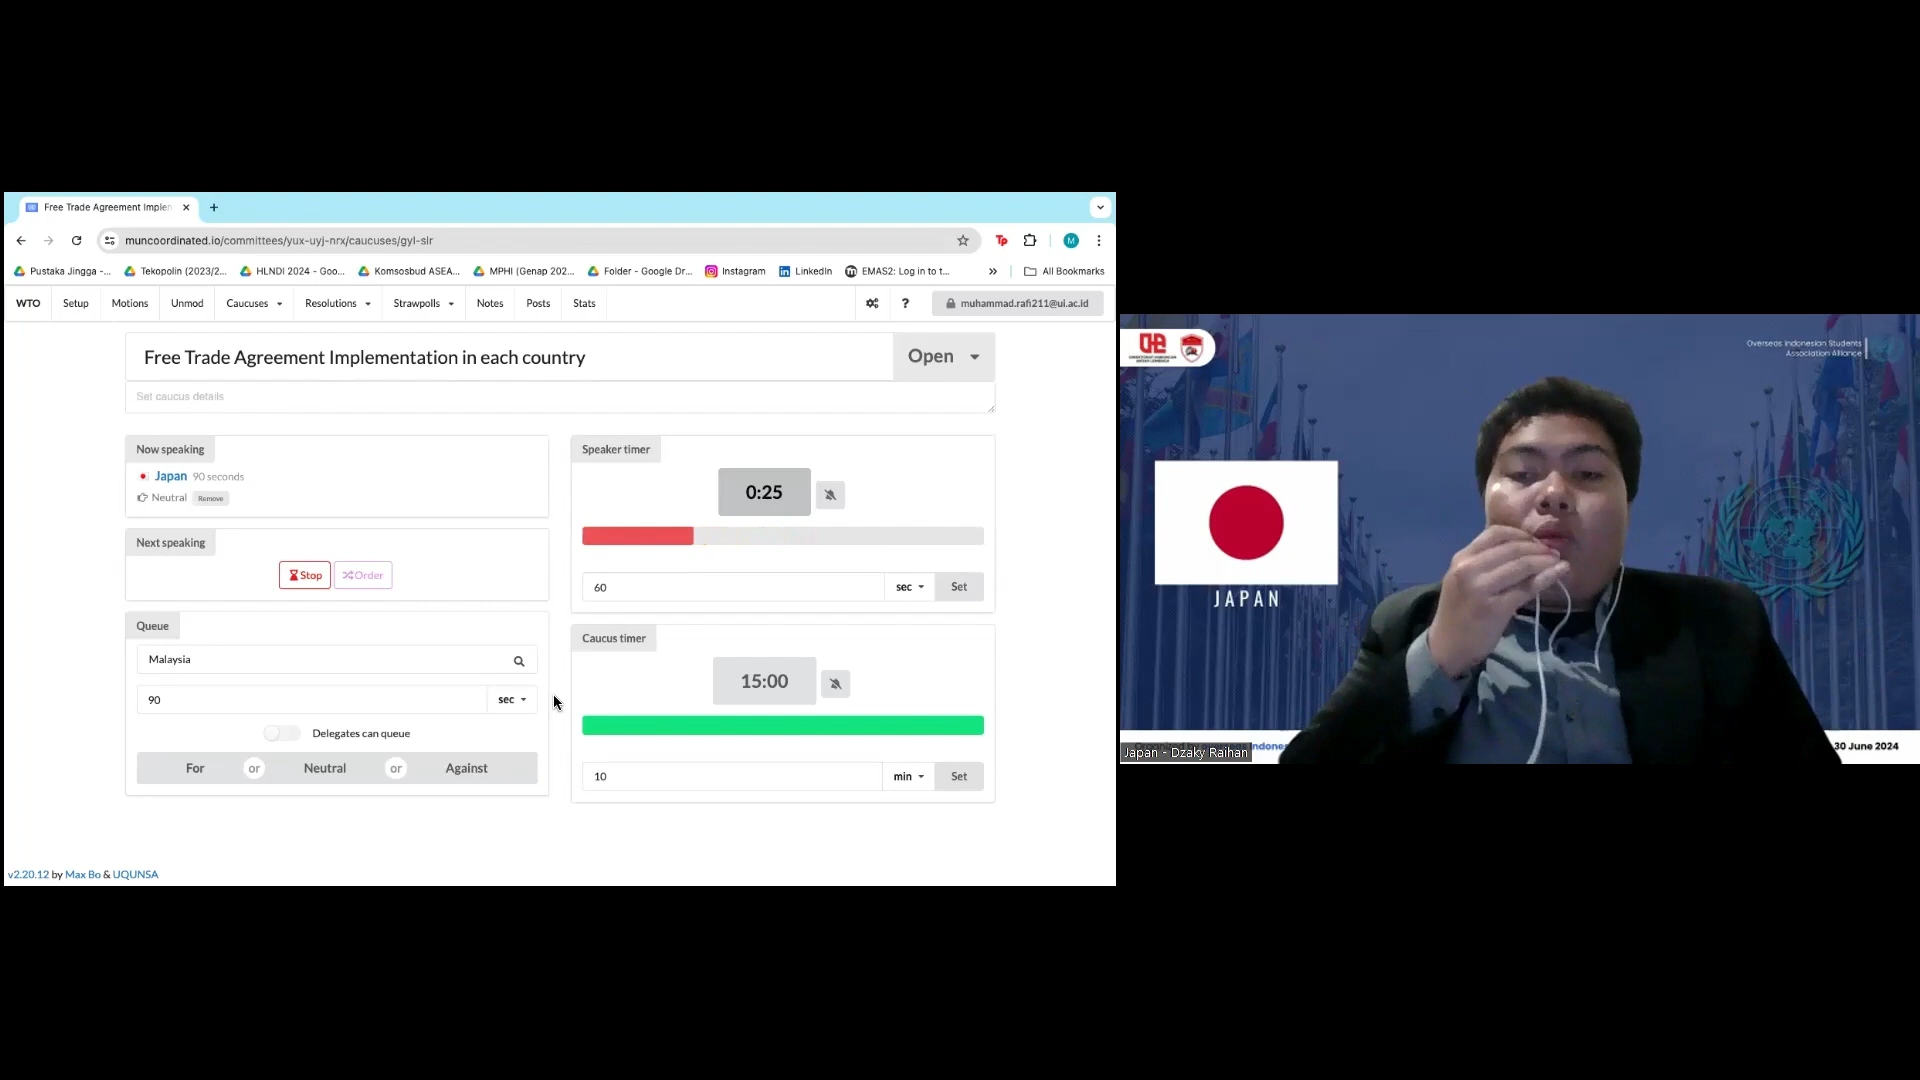 Free Trade Agreement Implen
muncoordinated.io/committees/yux-uyj-nrx/caucuses/gyl-slr
M
Pustaka Jingga -...
Tekopolin (2023/2...
HLNDI 2024 - Goo...
Komsosbud ASEA...
MPHI (Genap 202...
Folder - Google Dr...
Instagram
LinkedIn
EMAS2: Log in to t...
All Bookmarks
WTO
Setup
Motions
Unmod
Caucuses
Resolutions
Strawpolls
Notes
Posts
Stats
?
muhammad.rafi211@ui.ac.id
Free Trade Agreement Implementation in each country
Open
Set caucus details
Now speaking
Japan 90 seconds
Neutral Remove
Next speaking
Stop
Order
Queue
Malaysia
90
sec
Delegates can queue
For or Neutral or Against
Speaker timer
0:25
60
sec
Set
Caucus timer
15:00
10
min
Set
v2.20.12 by Max Bo & UQUNSA
Overseas Indonesian Students
Association Alliance
JAPAN
Japan - Dzaky Raihan
30 June 2024